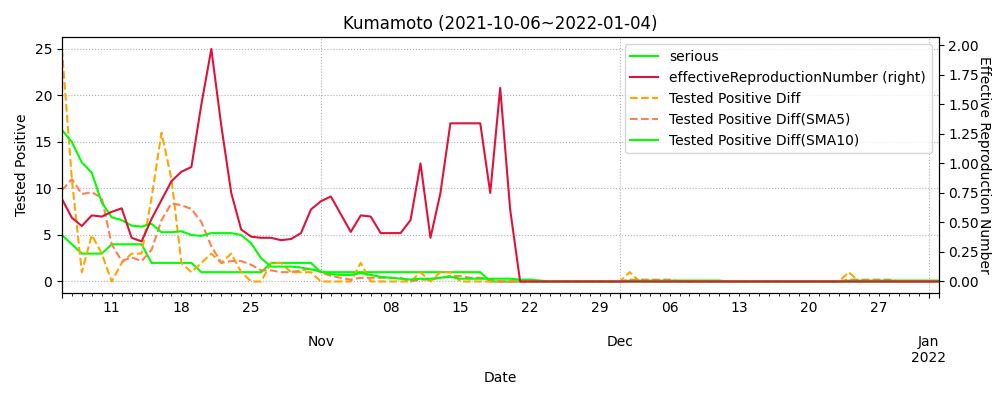 Kumamoto (2021-10-06~2022-01-04)
serious
effectiveReproductionNumber (right)
Tested Positive Diff
Tested Positive Diff(SMA5)
Tested Positive Diff(SMA10)
Tested Positive
25
20
15
10
5
0
Effective Reproduction Number
2.00
1.75
1.50
1.25
1.00
0.75
0.50
0.25
0.00
11 18 25 08 15 22 29 06 13 20 27
Nov Dec Jan
2022
Date